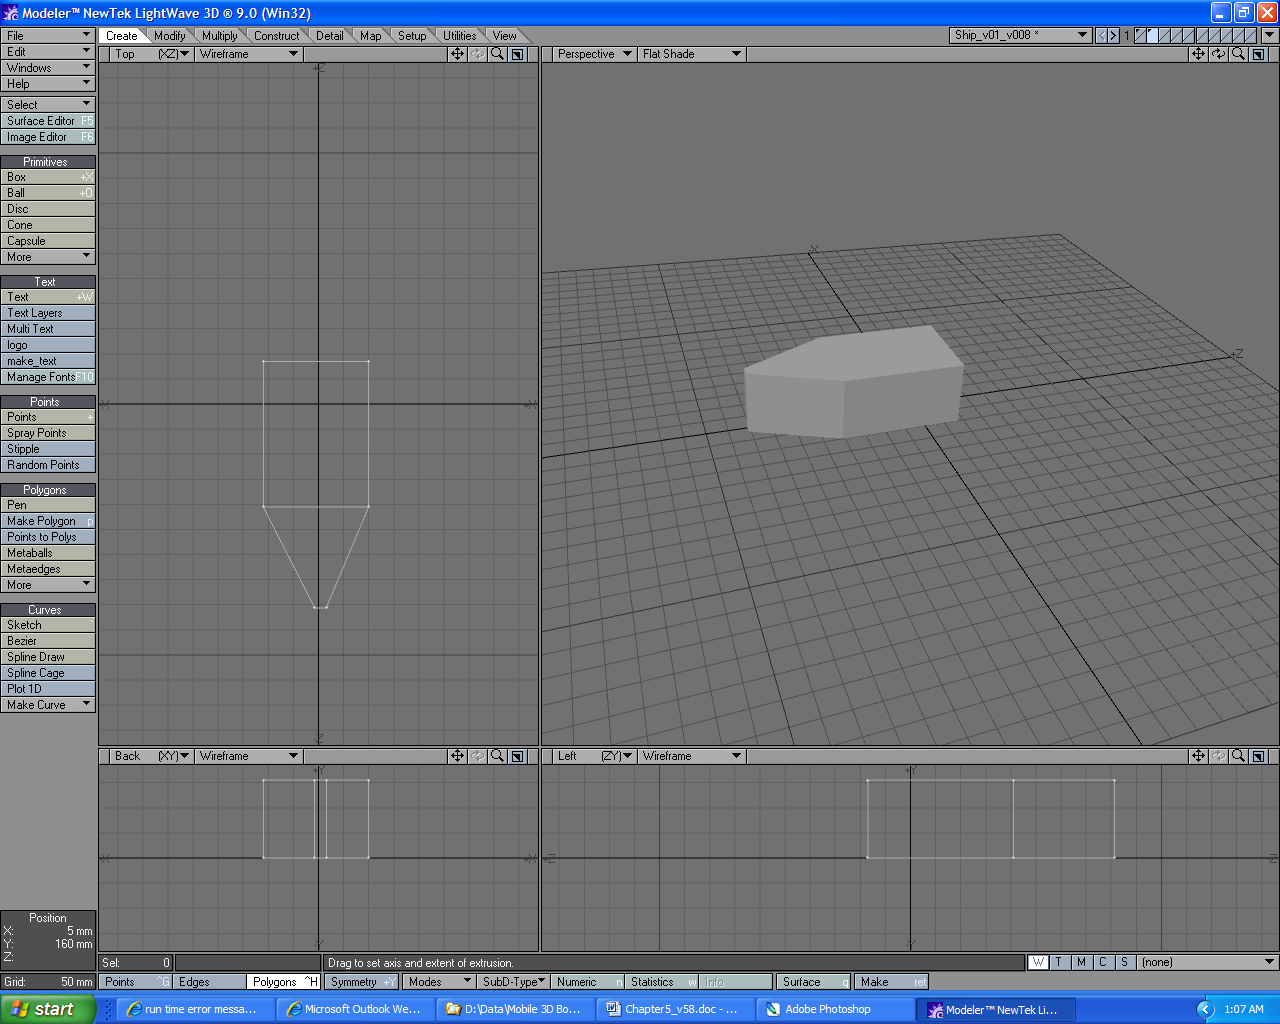 Modeler™ NewTek LightWave 3D ® 9.0 (Win32)
File
Edit
Windows
Help
Select
Surface Editor F5
Image Editor F6
Primitives
Box +X
Ball +O
Disc
Cone
Capsule
More
Text
Text +W
Text Layers
Multi Text
logo
make_text
Manage Fonts F10
Points
Points +
Spray Points
Stipple
Random Points
Polygons
Pen
Make Polygon p
Points to Polys
Metaballs
Metaedges
More
Curves
Sketch `
Bezier
Spline Draw
Spline Cage
Plot 1D
Make Curve
Create Modify Multiply Construct Detail Map Setup Utilities View
Ship_v01_v008 * 1
Top (XZ) Wireframe
Perspective Flat Shade
Z
X X
Z
X
Z
Back (XY) Wireframe
Left (ZY) Wireframe
Y
X X
Y
Y
Z Z
Y
Position
X: 5 mm
Y: 160 mm
Z:
Grid: 50 mm
Sel: 0
Drag to set axis and extent of extrusion.
W T M C S (none)
Points ^G Edges Polygons ^H Symmetry +Y Modes SubD-Type Numeric n Statistics w Info Surface q Make ret
start
run time error messa...
Microsoft Outlook We...
D:\Data\Mobile 3D Bo...
Chapter5_v58.doc - ...
Adobe Photoshop
Modeler™ NewTek Li...
1:07 AM